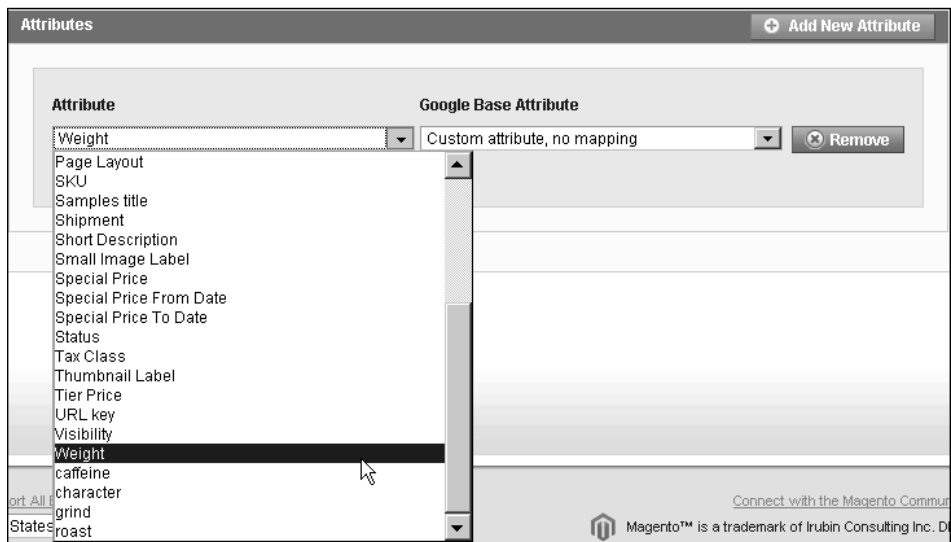 Attributes
Add New Attribute
Attribute
Google Base Attribute
Weight
Custom attribute, no mapping
Remove
Page Layout
SKU
Samples title
Shipment
Short Description
Small Image Label
Special Price
Special Price From Date
Special Price To Date
Status
Tax Class
Thumbnail Label
Tier Price
URL key
Visibility
Weight
caffeine
character
grind
roast
ort All
Connect with the Magento Commun
States
Magento™ is a trademark of Irubin Consulting Inc. D